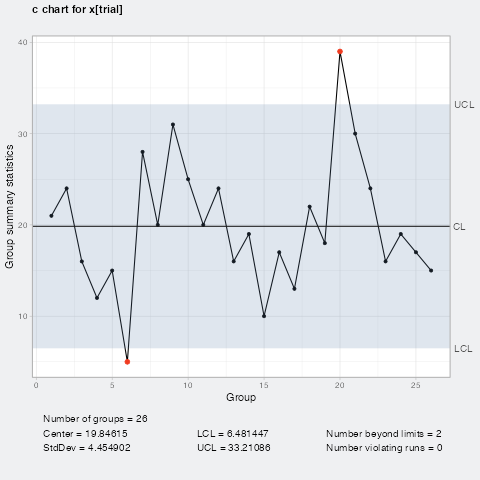 c chart for x[trial]
Group summary statistics
40
30
20
10
UCL
CL
LCL
0 5 10 15 20 25
Group
Number of groups = 26
Center = 19.84615 LCL = 6.481447 Number beyond limits = 2
StdDev = 4.454902 UCL = 33.21086 Number violating runs = 0